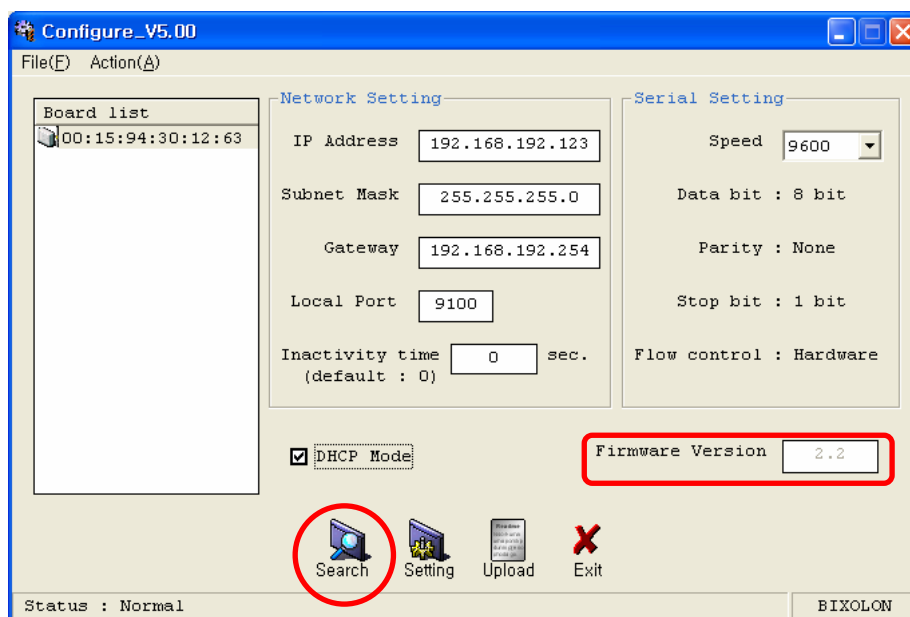 Configure_V5.00
File(F) Action(A)
Board list
00:15:94:30:12:63
Network Setting
IP Address 192.168.192.123
Subnet Mask 255.255.255.0
Gateway 192.168.192.254
Local Port 9100
Inactivity time 0 sec.
(default : 0)
Serial Setting
Speed 9600
Data bit : 8 bit
Parity : None
Stop bit : 1 bit
Flow control : Hardware
DHCP Mode
Firmware Version 2.2
Search Setting Upload Exit
Status : Normal BIXOLON